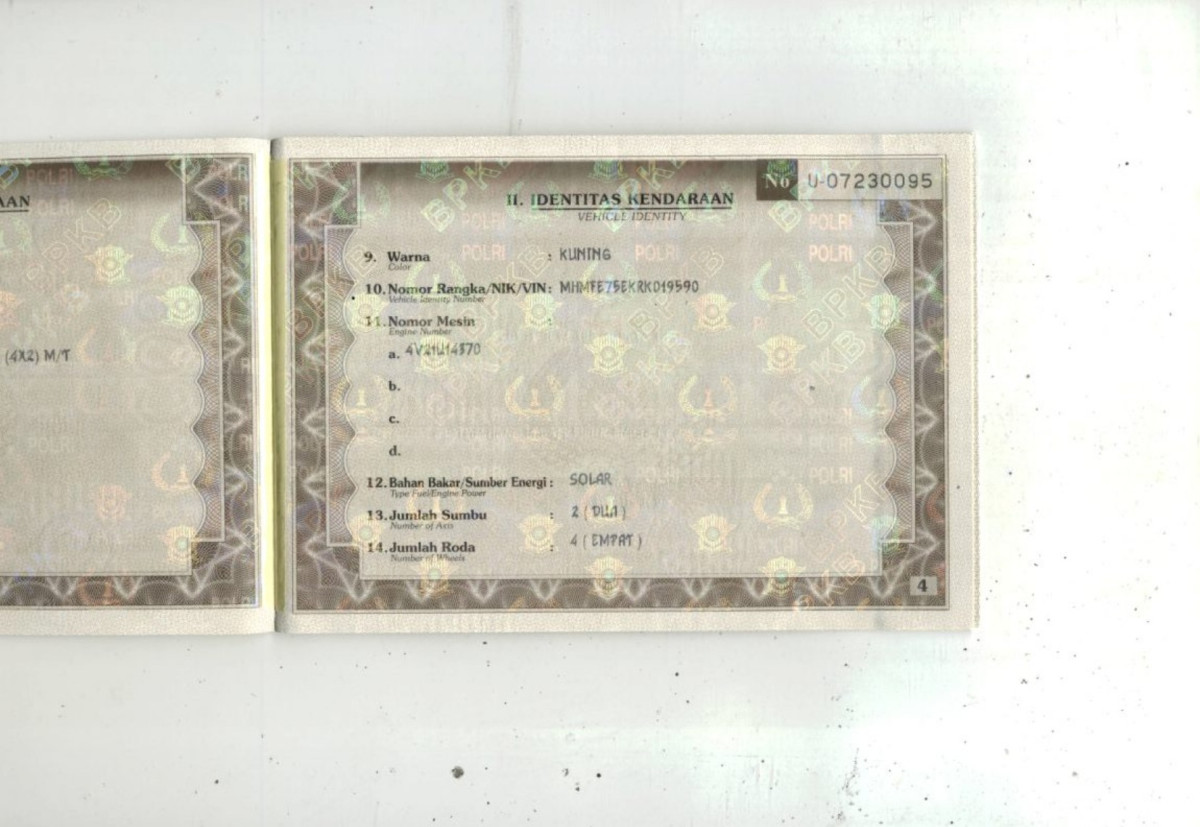 AAN
(4X2) M/T
No U-07230095
II. IDENTITAS KENDARAAN
VEHICLE IDENTITY
9. Warna : KUNING
Color
10. Nomor Rangka/NIK/VIN : MHMFE75EKRK019590
Vehicle Identity Number
11. Nomor Mesin :
Engine Number
a.
b.
c.
d.
12. Bahan Bakar/Sumber Energi : SOLAR
Type Fuel/Engine Power
13. Jumlah Sumbu : 2 ( DUA )
Number of Axis
14. Jumlah Roda : 4 ( EMPAT )
Number of Wheels
4